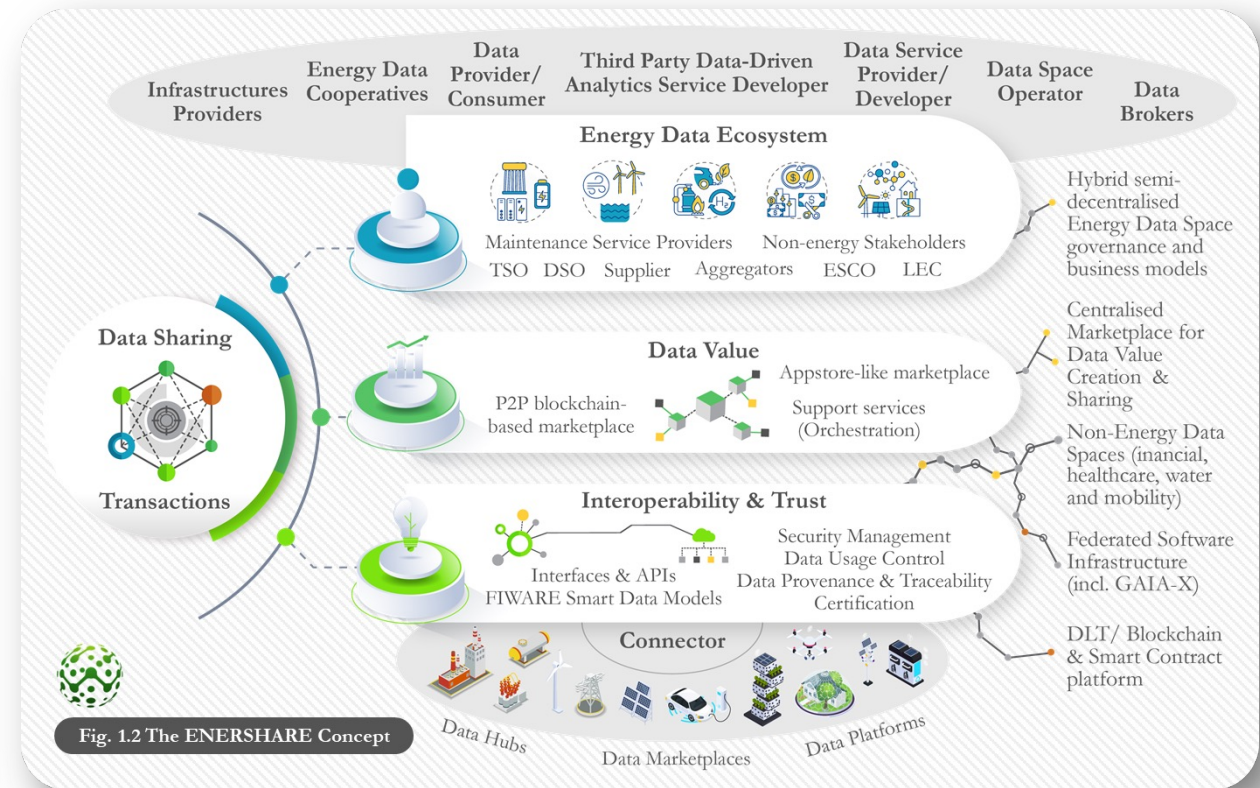 Infrastructures
Providers
Energy Data
Cooperatives
Data
Provider/
Consumer
Third Party Data-Driven
Analytics Service Developer
Data Service
Provider/
Developer
Data Space
Operator
Data
Brokers
Energy Data Ecosystem
H2
Maintenance Service Providers
Non-energy Stakeholders
TSO DSO Supplier Aggregators ESCO LEC
Data Sharing
Transactions
Data Value
P2P blockchain-
based marketplace
Appstore-like marketplace
Support services
(Orchestration)
Interoperability & Trust
Interfaces & APIs
FIWARE Smart Data Models
Security Management
Data Usage Control
Data Provenance & Traceability
Certification
Connector
Data Hubs
Data Marketplaces
Data Platforms
Hybrid semi-
decentralised
Energy Data Space
governance and
business models
Centralised
Marketplace for
Data Value
Creation &
Sharing
Non-Energy Data
Spaces (inancial,
healthcare, water
and mobility)
Federated Software
Infrastructure
(incl. GAIA-X)
DLT/ Blockchain
& Smart Contract
platform
Fig. 1.2 The ENERSHARE Concept